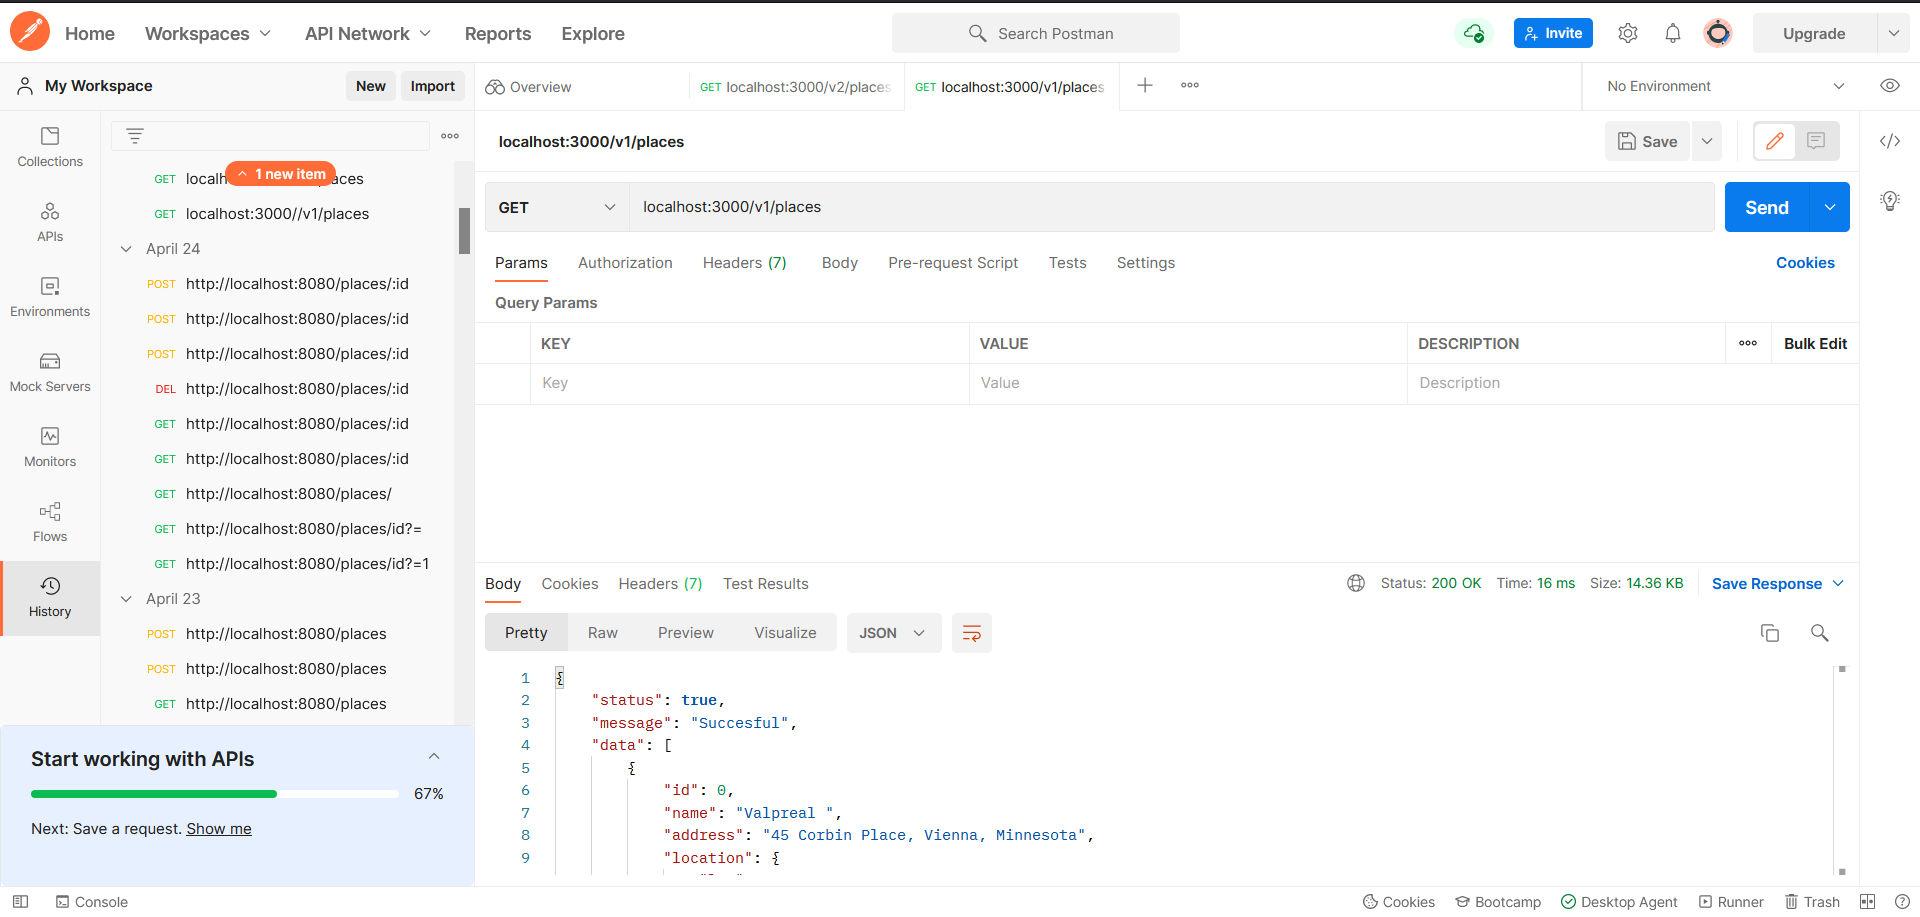 Home
Workspaces
API Network
Reports
Explore
Search Postman
Invite
Upgrade
My Workspace
New
Import
Overview
GET localhost:3000/v2/places
GET localhost:3000/v1/places
No Environment
Collections
APIs
Environments
Mock Servers
Monitors
Flows
History
1 new item
GET localh aces
GET localhost:3000//v1/places
April 24
POST http://localhost:8080/places/:id
POST http://localhost:8080/places/:id
POST http://localhost:8080/places/:id
DEL http://localhost:8080/places/:id
GET http://localhost:8080/places/:id
GET http://localhost:8080/places/:id
GET http://localhost:8080/places/
GET http://localhost:8080/places/id?=
GET http://localhost:8080/places/id?=1
April 23
POST http://localhost:8080/places
POST http://localhost:8080/places
GET http://localhost:8080/places
Start working with APIs
67%
Next: Save a request. Show me
localhost:3000/v1/places
Save
GET
localhost:3000/v1/places
Send
Params
Authorization
Headers (7)
Body
Pre-request Script
Tests
Settings
Cookies
Query Params
KEY
VALUE
DESCRIPTION
Bulk Edit
Key
Value
Description
Body
Cookies
Headers (7)
Test Results
Status: 200 OK
Time: 16 ms
Size: 14.36 KB
Save Response
Pretty
Raw
Preview
Visualize
JSON
1 {
2 "status": true,
3 "message": "Succesful",
4 "data": [
5 {
6 "id": 0,
7 "name": "Valpreal ",
8 "address": "45 Corbin Place, Vienna, Minnesota",
9 "location": {
Console
Cookies
Bootcamp
Desktop Agent
Runner
Trash